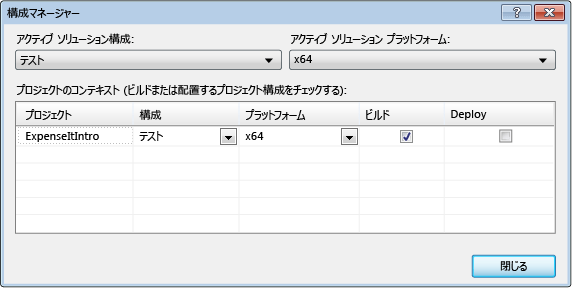 構成マネージャー
アクティブ ソリューション構成:
アクティブ ソリューション プラットフォーム:
テスト
x64
プロジェクトのコンテキスト (ビルドまたは配置するプロジェクト構成をチェックする):
プロジェクト 構成 プラットフォーム ビルド Deploy
ExpenseItIntro テスト x64
閉じる